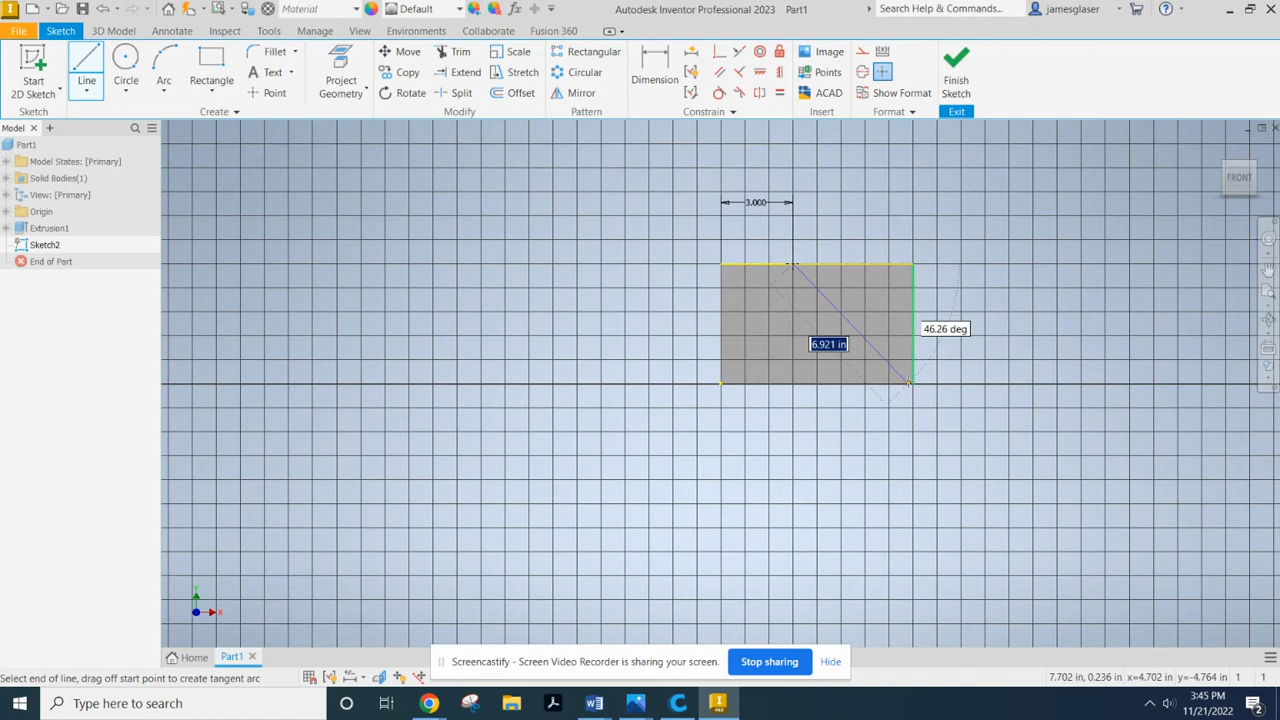 Material
Default
Autodesk Inventor Professional 2023 Part1
Search Help & Commands...
jamesglaser
File
Sketch
3D Model
Annotate
Inspect
Tools
Manage
View
Environments
Collaborate
Fusion 360
Start
2D Sketch
Line
Circle
Arc
Rectangle
Fillet
Text
Point
Project
Geometry
Move
Copy
Rotate
Trim
Extend
Split
Scale
Stretch
Offset
Rectangular
Circular
Mirror
Dimension
Image
Points
ACAD
Show Format
Finish
Sketch
Sketch
Create
Modify
Pattern
Constrain
Insert
Format
Exit
Model
Part1
Model States: [Primary]
Solid Bodies(1)
View: [Primary]
Origin
Extrusion1
Sketch2
End of Part
FRONT
3.000
46.26 deg
6.921 in
Y
X
Home
Part1
Screencastify - Screen Video Recorder is sharing your screen.
Stop sharing
Hide
Select end of line, drag off start point to create tangent arc
7.702 in, 0.236 in x=4.702 y=-4.764 1 1
Type here to search
3:45 PM
11/21/2022
2